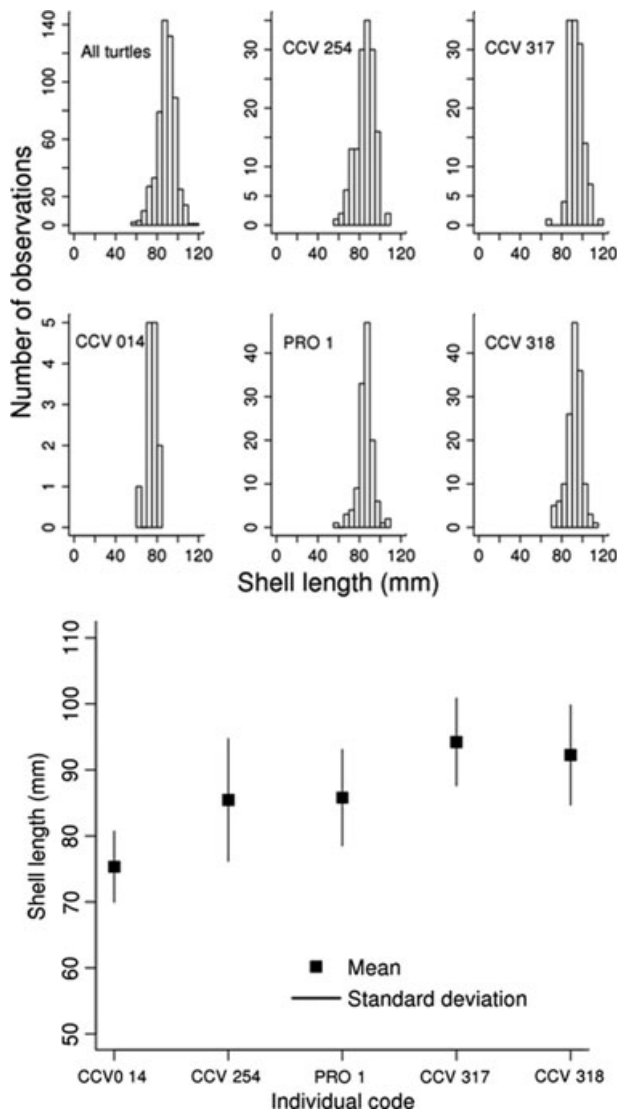 All turtles
CCV 254
CCV 317
140
100
60
40
20
0
30
20
10
5
0
30
20
10
5
0
0 40 80 120
0 40 80 120
0 40 80 120
Number of observations
CCV 014
PRO 1
CCV 318
5
4
3
2
1
0
40
30
20
10
0
40
30
20
10
0
0 40 80 120
0 40 80 120
0 40 80 120
Shell length (mm)
Shell length (mm)
110
100
90
80
70
60
50
Mean
Standard deviation
CCV0 14 CCV 254 PRO 1 CCV 317 CCV 318
Individual code